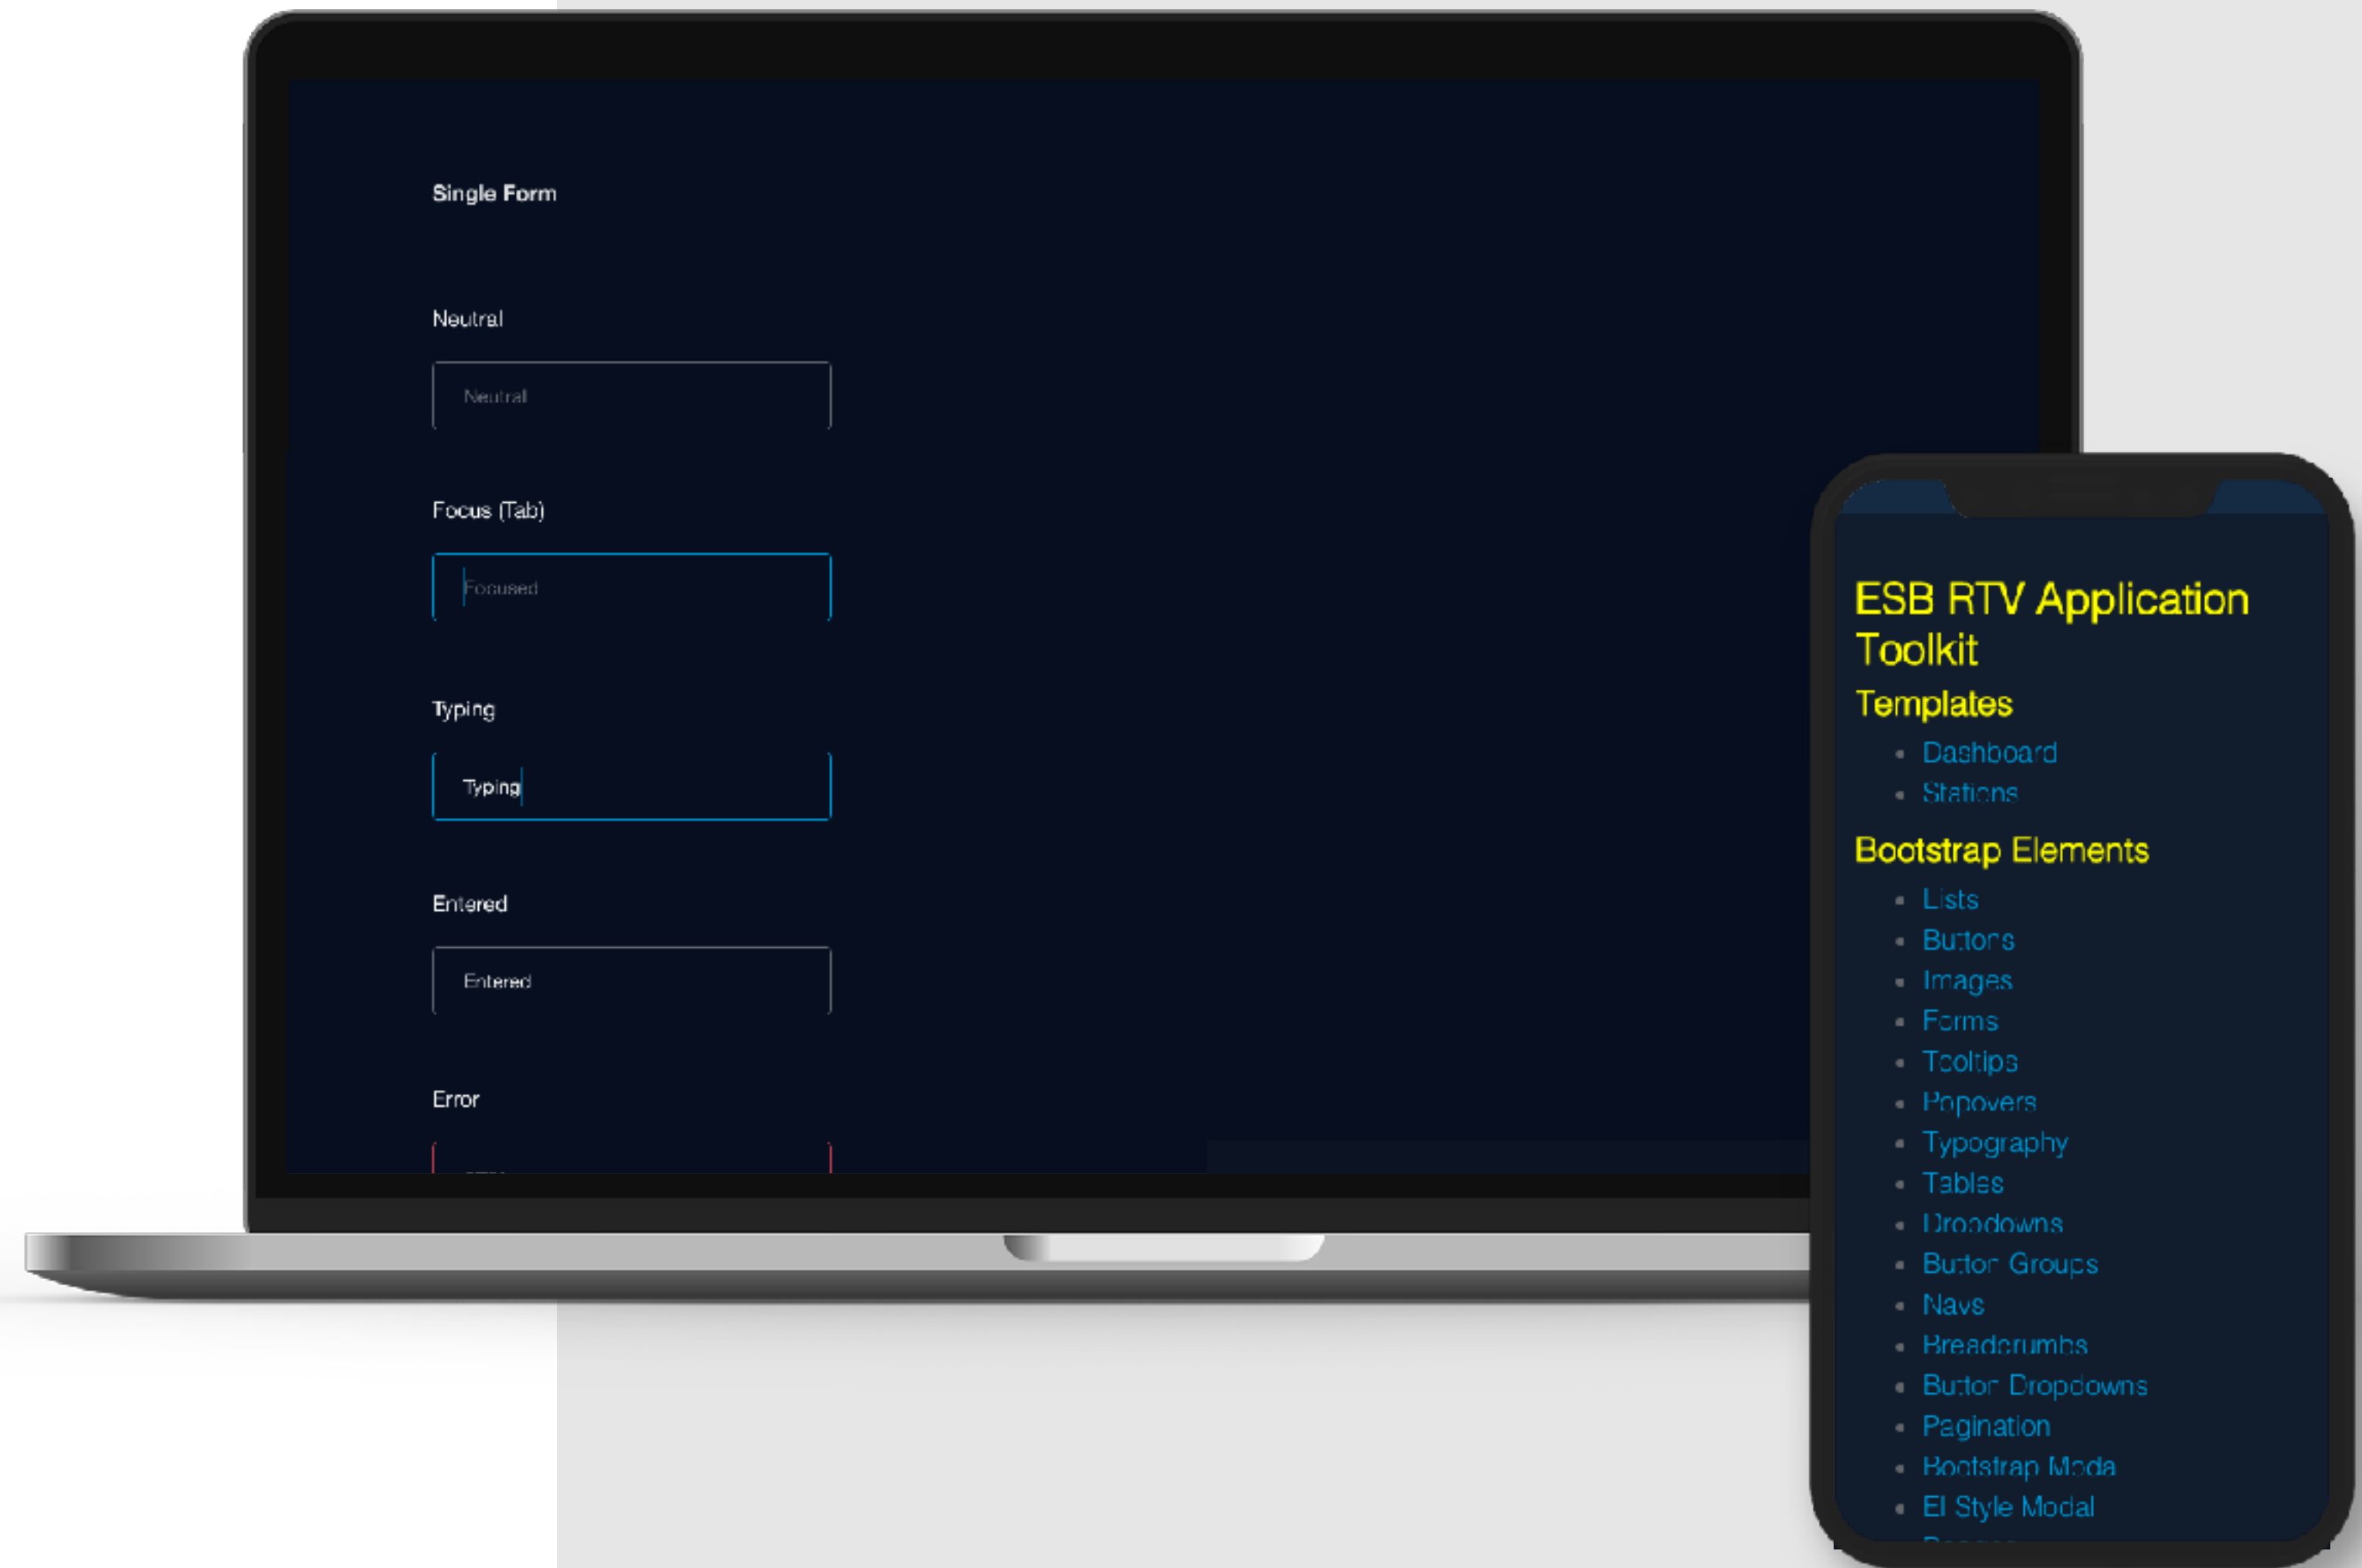 Single Form
Neutral
Neutral
Focus (Tab)
Focused
Typing
Typing
Entered
Entered
Error
ESB RTV Application
Toolkit
Templates
Dashboard
Stations
Bootstrap Elements
Lists
Buttons
Images
Forms
Tooltips
Popovers
Typography
Tables
Dropdowns
Button Groups
Navs
Breadcrumbs
Button Dropdowns
Pagination
Bootstrap Moda
EI Style Modal